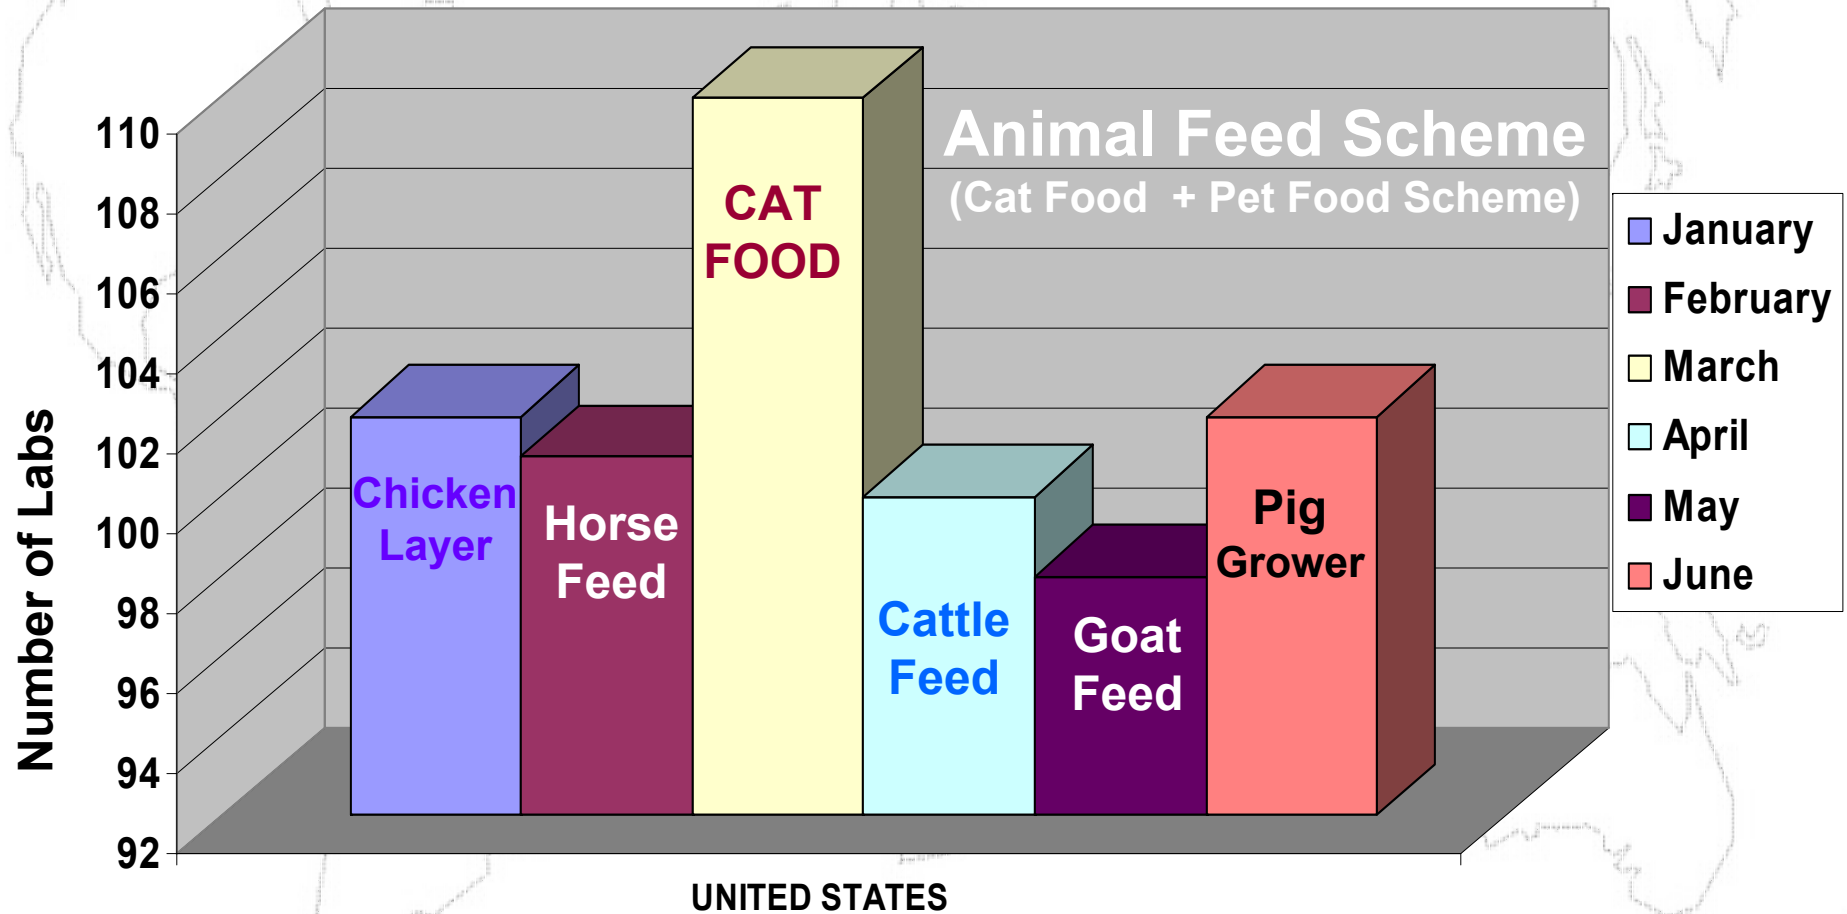 Animal Feed Scheme
(Cat Food + Pet Food Scheme)
Number of Labs
110
108
106
104
102
100
98
96
94
92
Chicken
Layer
Horse
Feed
CAT
FOOD
Cattle
Feed
Goat
Feed
Pig
Grower
UNITED STATES
January
February
March
April
May
June